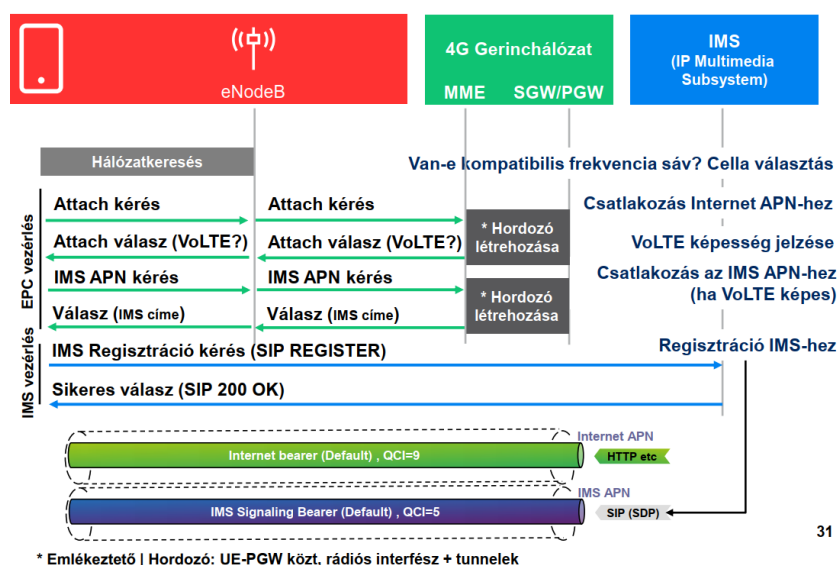 4G Gerinchálózat
IMS
(IP Multimedia
Subsystem)
eNodeB
MME
SGW/PGW
Hálózatkeresés
Van-e kompatibilis frekvencia sáv? Cella választás
EPC vezérlés
Attach kérés
Attach kérés
Csatlakozás Internet APN-hez
* Hordozó
létrehozása
Attach válasz (VoLTE?)
Attach válasz (VoLTE?)
VoLTE képesség jelzése
IMS APN kérés
IMS APN kérés
Csatlakozás az IMS APN-hez
(ha VoLTE képes)
* Hordozó
létrehozása
Válasz (IMS címe)
Válasz (IMS címe)
IMS vezérlés
IMS Regisztráció kérés (SIP REGISTER)
Regisztráció IMS-hez
Sikeres válasz (SIP 200 OK)
Internet APN
Internet bearer (Default) , QCI=9
HTTP etc
IMS APN
IMS Signaling Bearer (Default) , QCI=5
SIP (SDP)
31
* Emlékeztető | Hordozó: UE-PGW közt, rádiós interfész + tunnelek